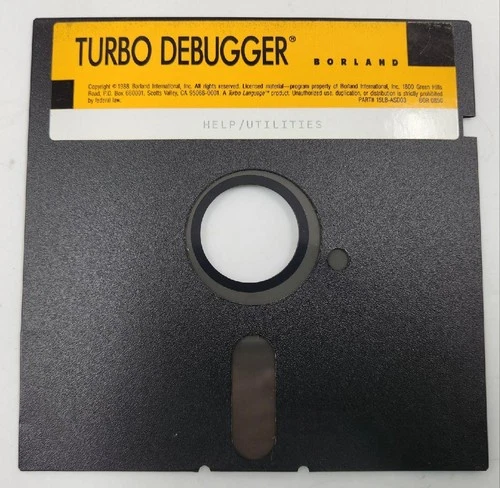 TURBO DEBUGGER® BORLAND
Copyright © 1988 Borland International, Inc. All rights reserved. Licensed material—program property of Borland International, Inc. 1800 Green Hills
Road, P.O. Box 660001, Scotts Valley, CA 95066-0001. A Turbo Language™ product. Unauthorized use, duplication, or distribution is strictly prohibited
by federal law. PART#
HELP/UTILITIES